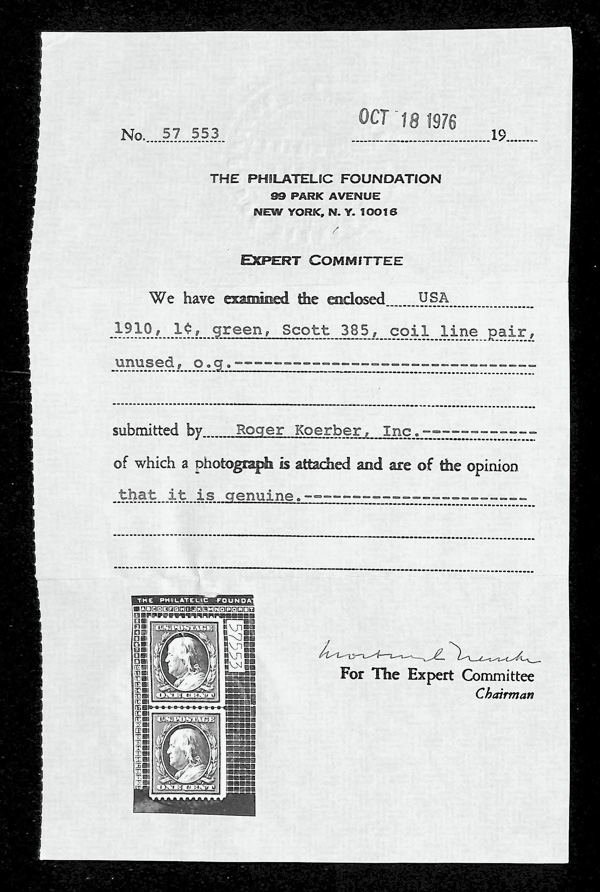 No. 57 553
OCT 18 1976
19
THE PHILATELIC FOUNDATION
99 PARK AVENUE
NEW YORK, N. Y. 10016
EXPERT COMMITTEE
We have examined the enclosed USA
1910, 1¢, green, Scott 385, coil line pair,
unused, o.g.
submitted by Roger Koerber, Inc.
of which a photograph is attached and are of the opinion
that it is genuine.
THE PHILATELIC FOUNDA
ABCDEFGHIJKLMNOPQRST
57553
U.S. POSTAGE
ONE CENT
U.S. POSTAGE
ONE CENT
For The Expert Committee
Chairman